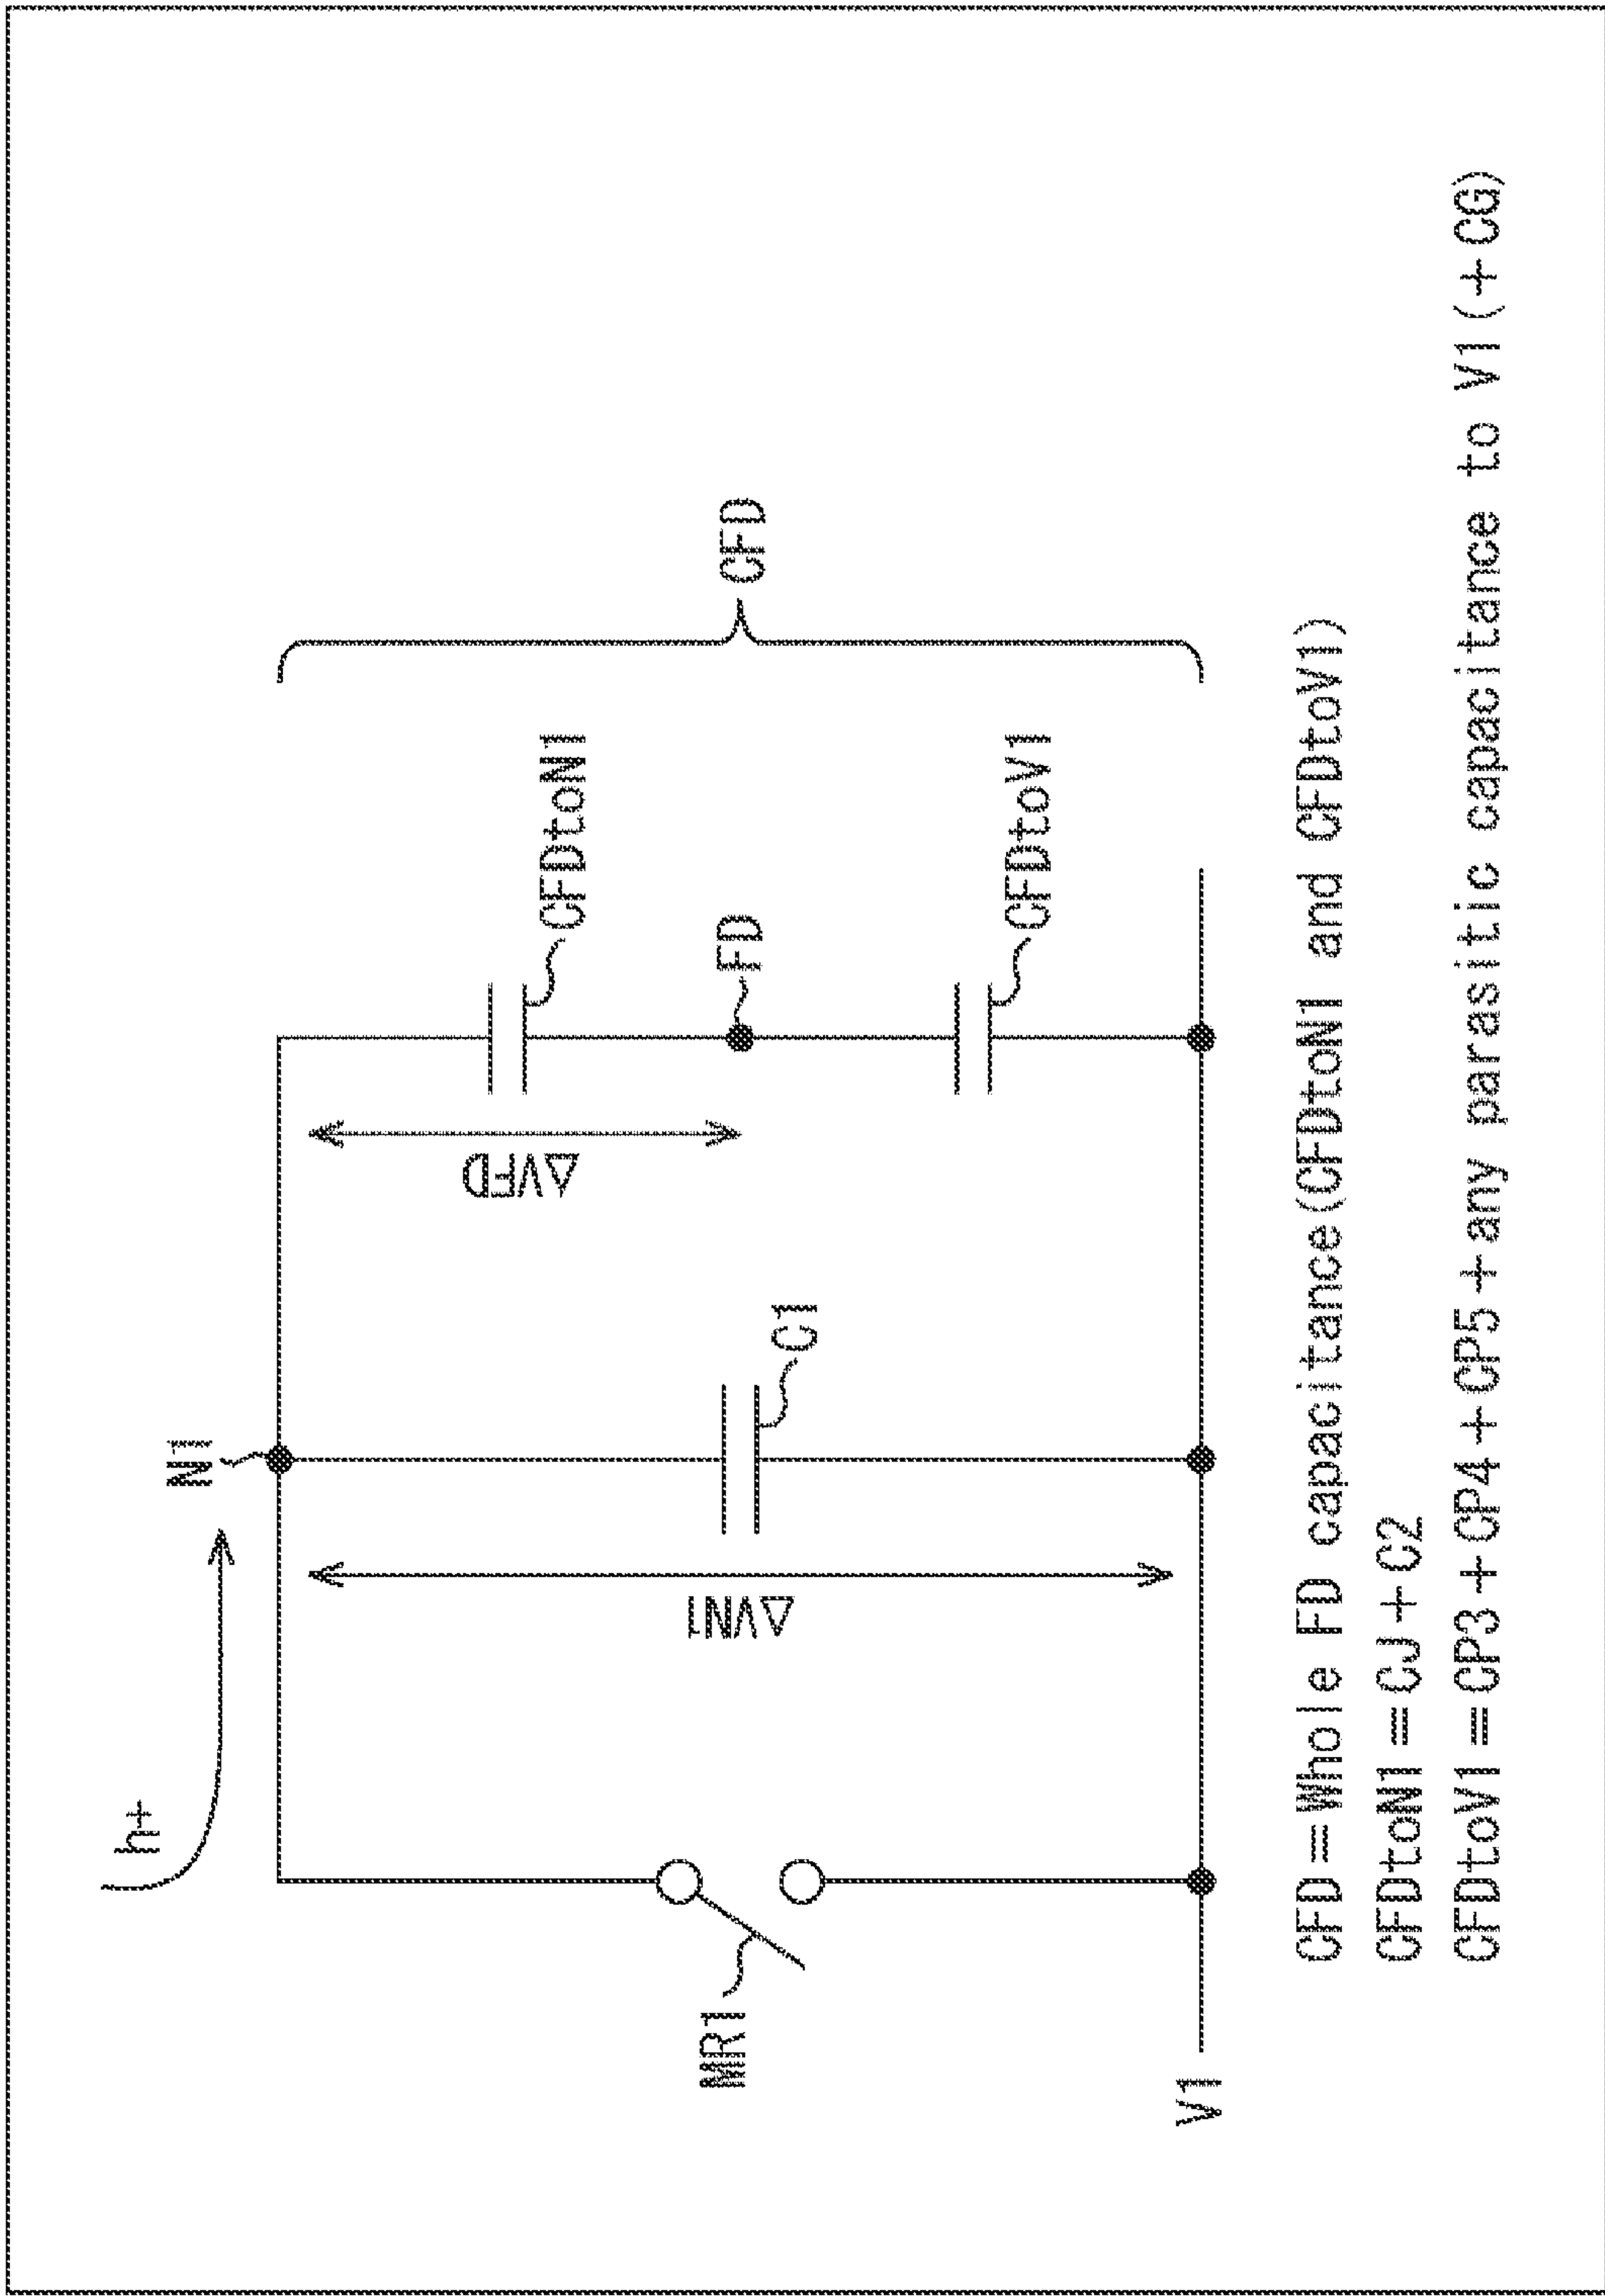 h+
N1
MR1
ΔVN1
C1
ΔVFD
FD
CFDtoN1
CFDtoV1
CFD
V1
CFD=Whole FD capacitance(CFDtoN1 and CFDtoV1)
CFDtoN1=CJ+C2
CFDtoV1=CP3+CP4+CP5+any parasitic capacitance to V1(+CG)